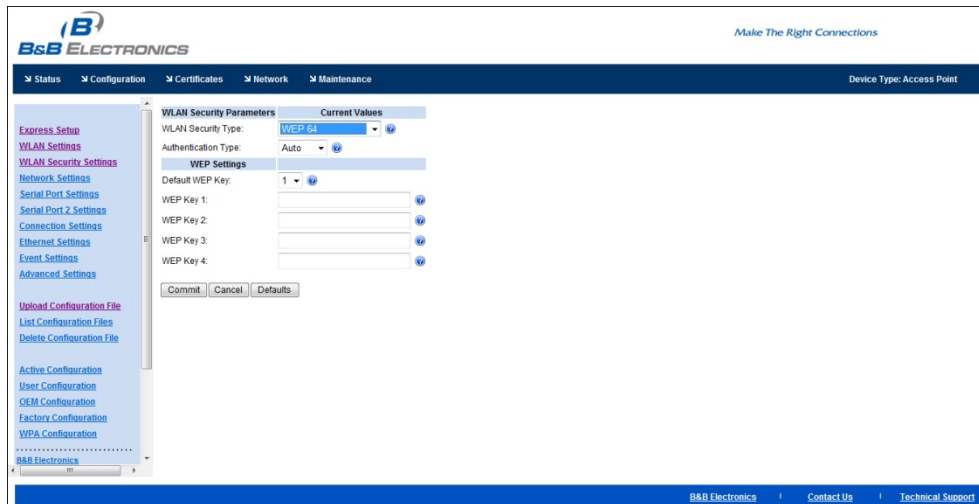 B&B ELECTRONICS
Make The Right Connections
Status Configuration Certificates Network Maintenance Device Type: Access Point
Express Setup
WLAN Settings
WLAN Security Settings
Network Settings
Serial Port Settings
Serial Port 2 Settings
Connection Settings
Ethernet Settings
Event Settings
Advanced Settings
Upload Configuration File
List Configuration Files
Delete Configuration File
Active Configuration
User Configuration
OEM Configuration
Factory Configuration
WPA Configuration
B&B Electronics
WLAN Security Parameters Current Values
WLAN Security Type: WEP 64
Authentication Type: Auto
WEP Settings
Default WEP Key: 1
WEP Key 1:
WEP Key 2:
WEP Key 3:
WEP Key 4:
Commit Cancel Defaults
B&B Electronics | Contact Us | Technical Support